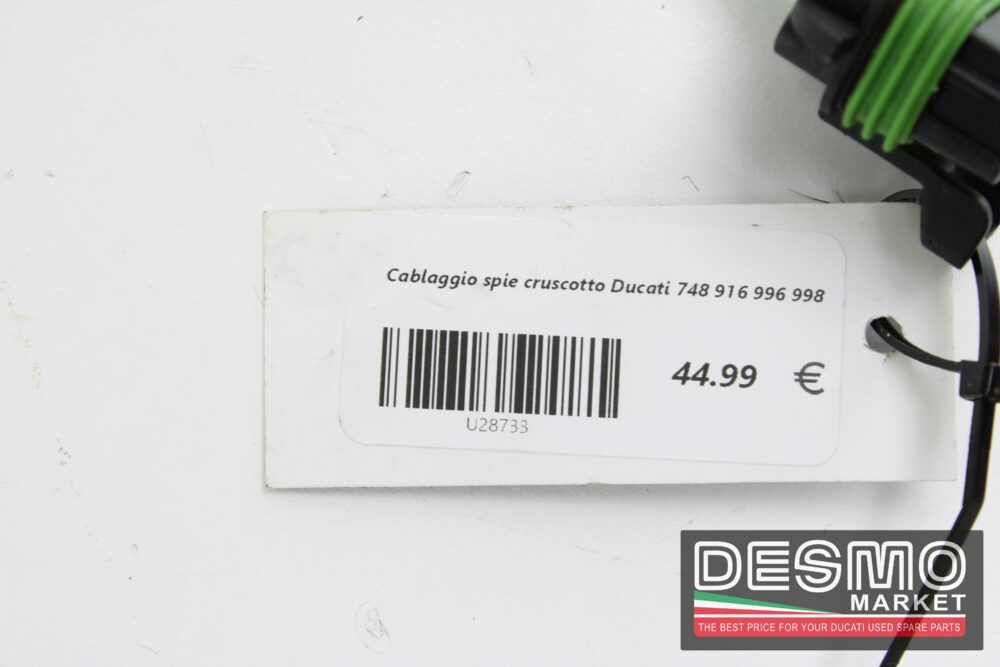 Cablaggio spie cruscotto Ducati 748 916 996 998
44.99 €
U28733
DESMO
MARKET
THE BEST PRICE FOR YOUR DUCATI USED SPARE PARTS